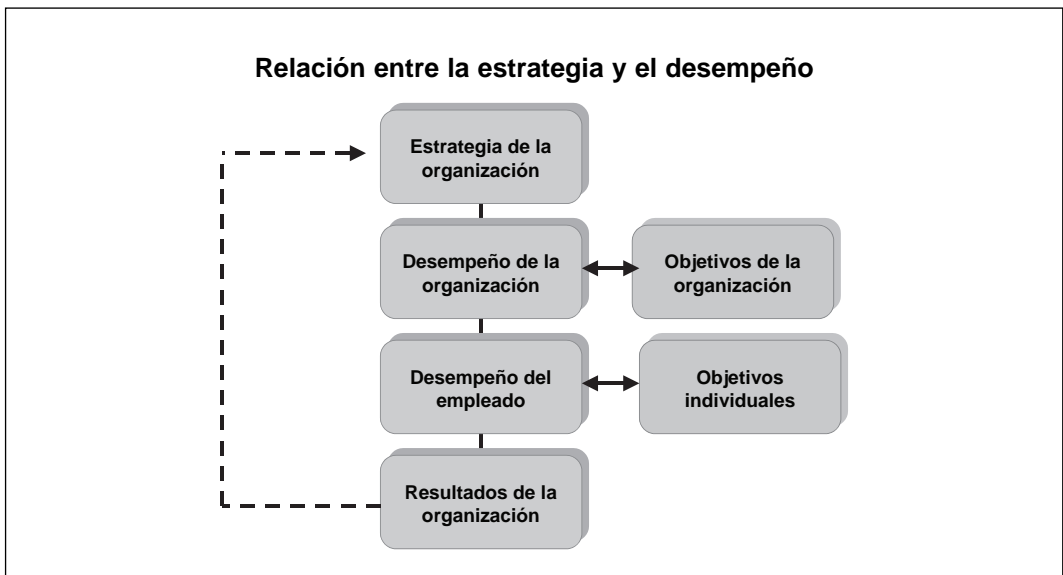 Relación entre la estrategia y el desempeño
Estrategia de la
organización
Desempeño de la
organización
Objetivos de la
organización
Desempeño del
empleado
Objetivos
individuales
Resultados de la
organización